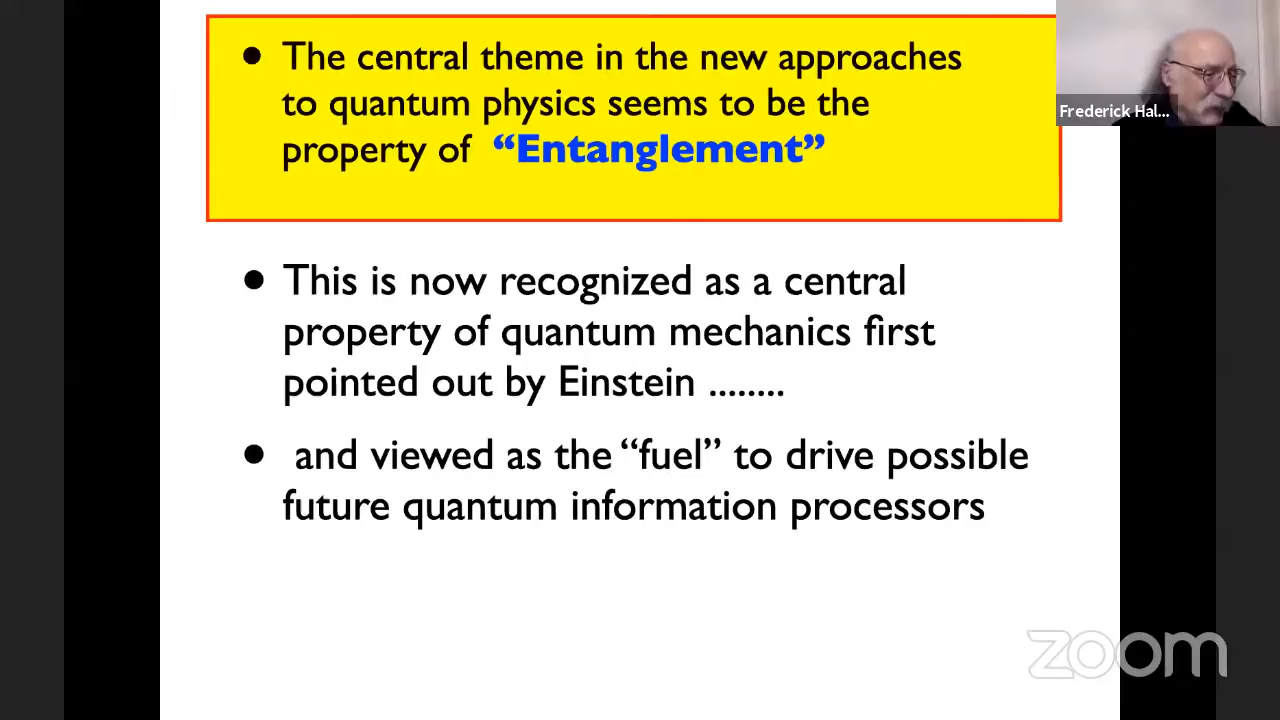 • The central theme in the new approaches
to quantum physics seems to be the
property of “Entanglement”
Frederick Hal...
• This is now recognized as a central
property of quantum mechanics first
pointed out by Einstein ........
• and viewed as the “fuel” to drive possible
future quantum information processors
zoom